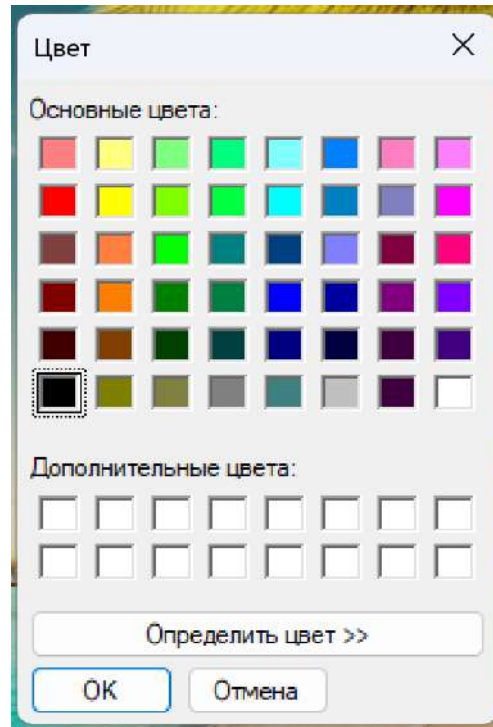 Цвет
Основные цвета:
Дополнительные цвета:
Определить цвет >>
OK
Отмена